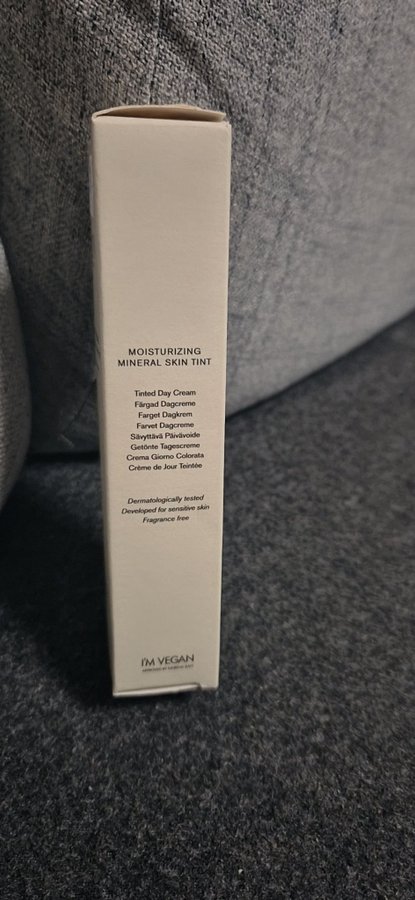 MOISTURIZING
MINERAL SKIN TINT
Tinted Day Cream
Färgad Dagcreme
Farget Dagkrem
Farvet Dagcreme
Sävyttävä Päivävoide
Getönte Tagescreme
Crema Giorno Colorata
Crème de Jour Teintée
Dermatologically tested
Developed for sensitive skin
Fragrance free
I'M VEGAN